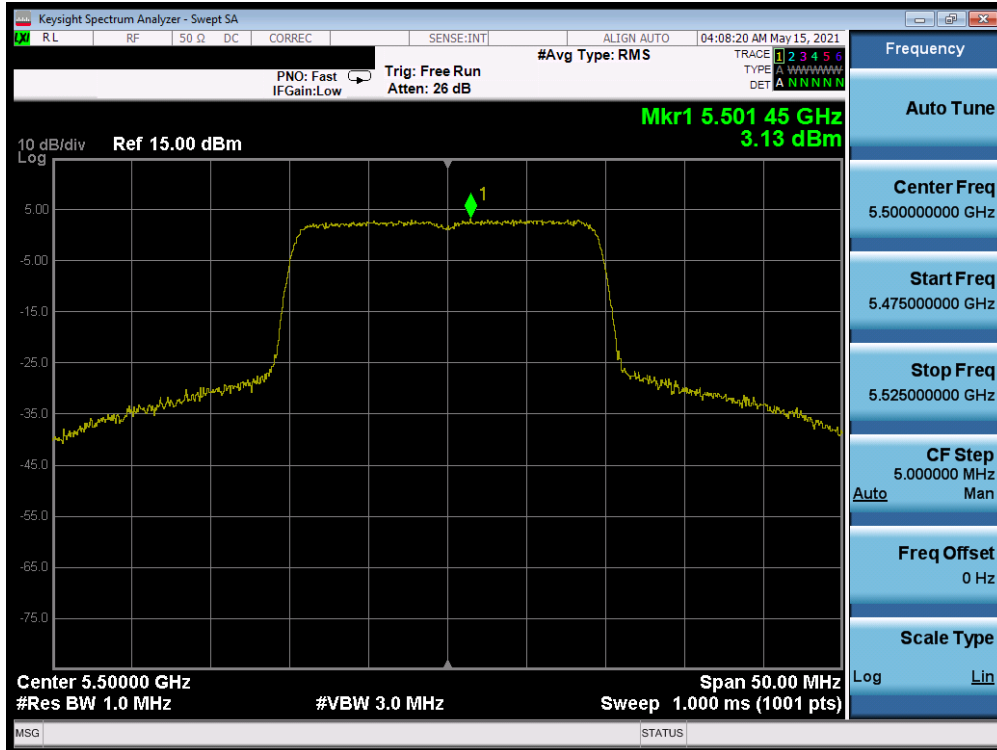 Keysight Spectrum Analyzer - Swept SA
LXI RL RF 50 Ω DC CORREC SENSE:INT ALIGN AUTO 04:08:20 AM May 15, 2021
#Avg Type: RMS
TRACE 1 2 3 4 5 6
TYPE A WWWWW
DET A N N N N N
PNO: Fast
IFGain:Low
Trig: Free Run
Atten: 26 dB
Mkr1 5.501 45 GHz
3.13 dBm
10 dB/div Ref 15.00 dBm
Log
1
5.00
-5.00
-15.0
-25.0
-35.0
-45.0
-55.0
-65.0
-75.0
Center 5.50000 GHz
Span 50.00 MHz
#Res BW 1.0 MHz
#VBW 3.0 MHz
Sweep 1.000 ms (1001 pts)
MSG
STATUS
Frequency
Auto Tune
Center Freq
5.500000000 GHz
Start Freq
5.475000000 GHz
Stop Freq
5.525000000 GHz
CF Step
5.000000 MHz
Auto Man
Freq Offset
0 Hz
Scale Type
Log Lin